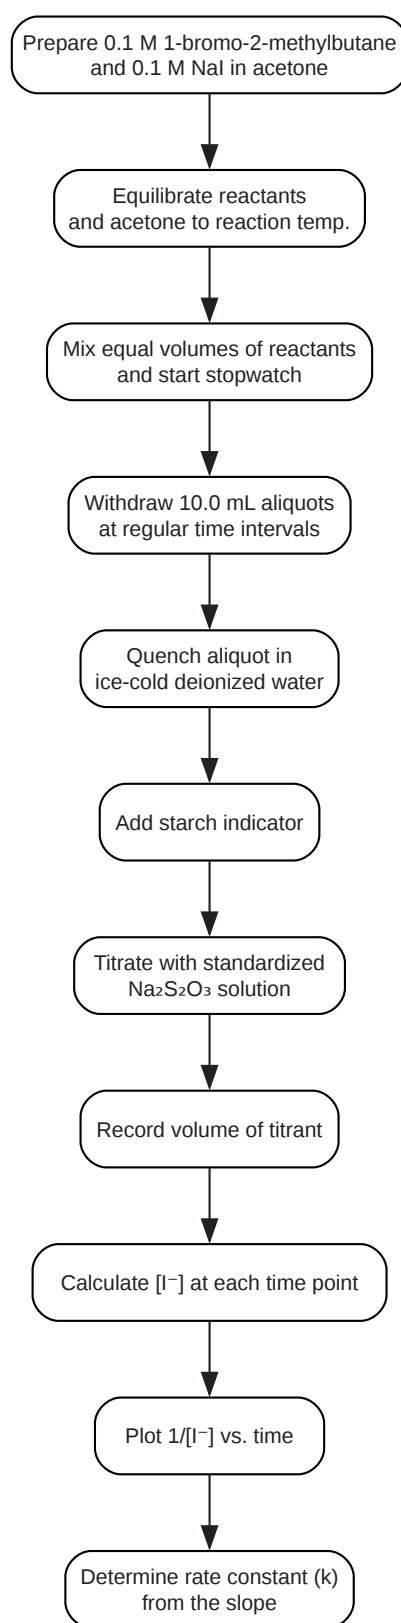 Prepare 0.1 M 1-bromo-2-methylbutane
and 0.1 M NaI in acetone
Equilibrate reactants
and acetone to reaction temp.
Mix equal volumes of reactants
and start stopwatch
Withdraw 10.0 mL aliquots
at regular time intervals
Quench aliquot in
ice-cold deionized water
Add starch indicator
Titrate with standardized
Na₂S₂O₃ solution
Record volume of titrant
Calculate [I⁻] at each time point
Plot 1/[I⁻] vs. time
Determine rate constant (k)
from the slope